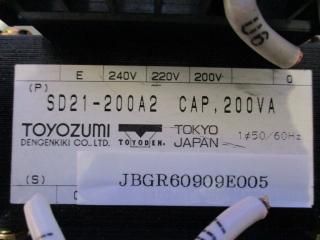 U6
E 240V 220V 200V 0
(P)
SD21-200A2 CAP, 200VA
TOYOZUMI TOYODEN TOKYO
DENGENKIKI CO., LTD. JAPAN 1φ50/60Hz
(S) JBGR60909E005